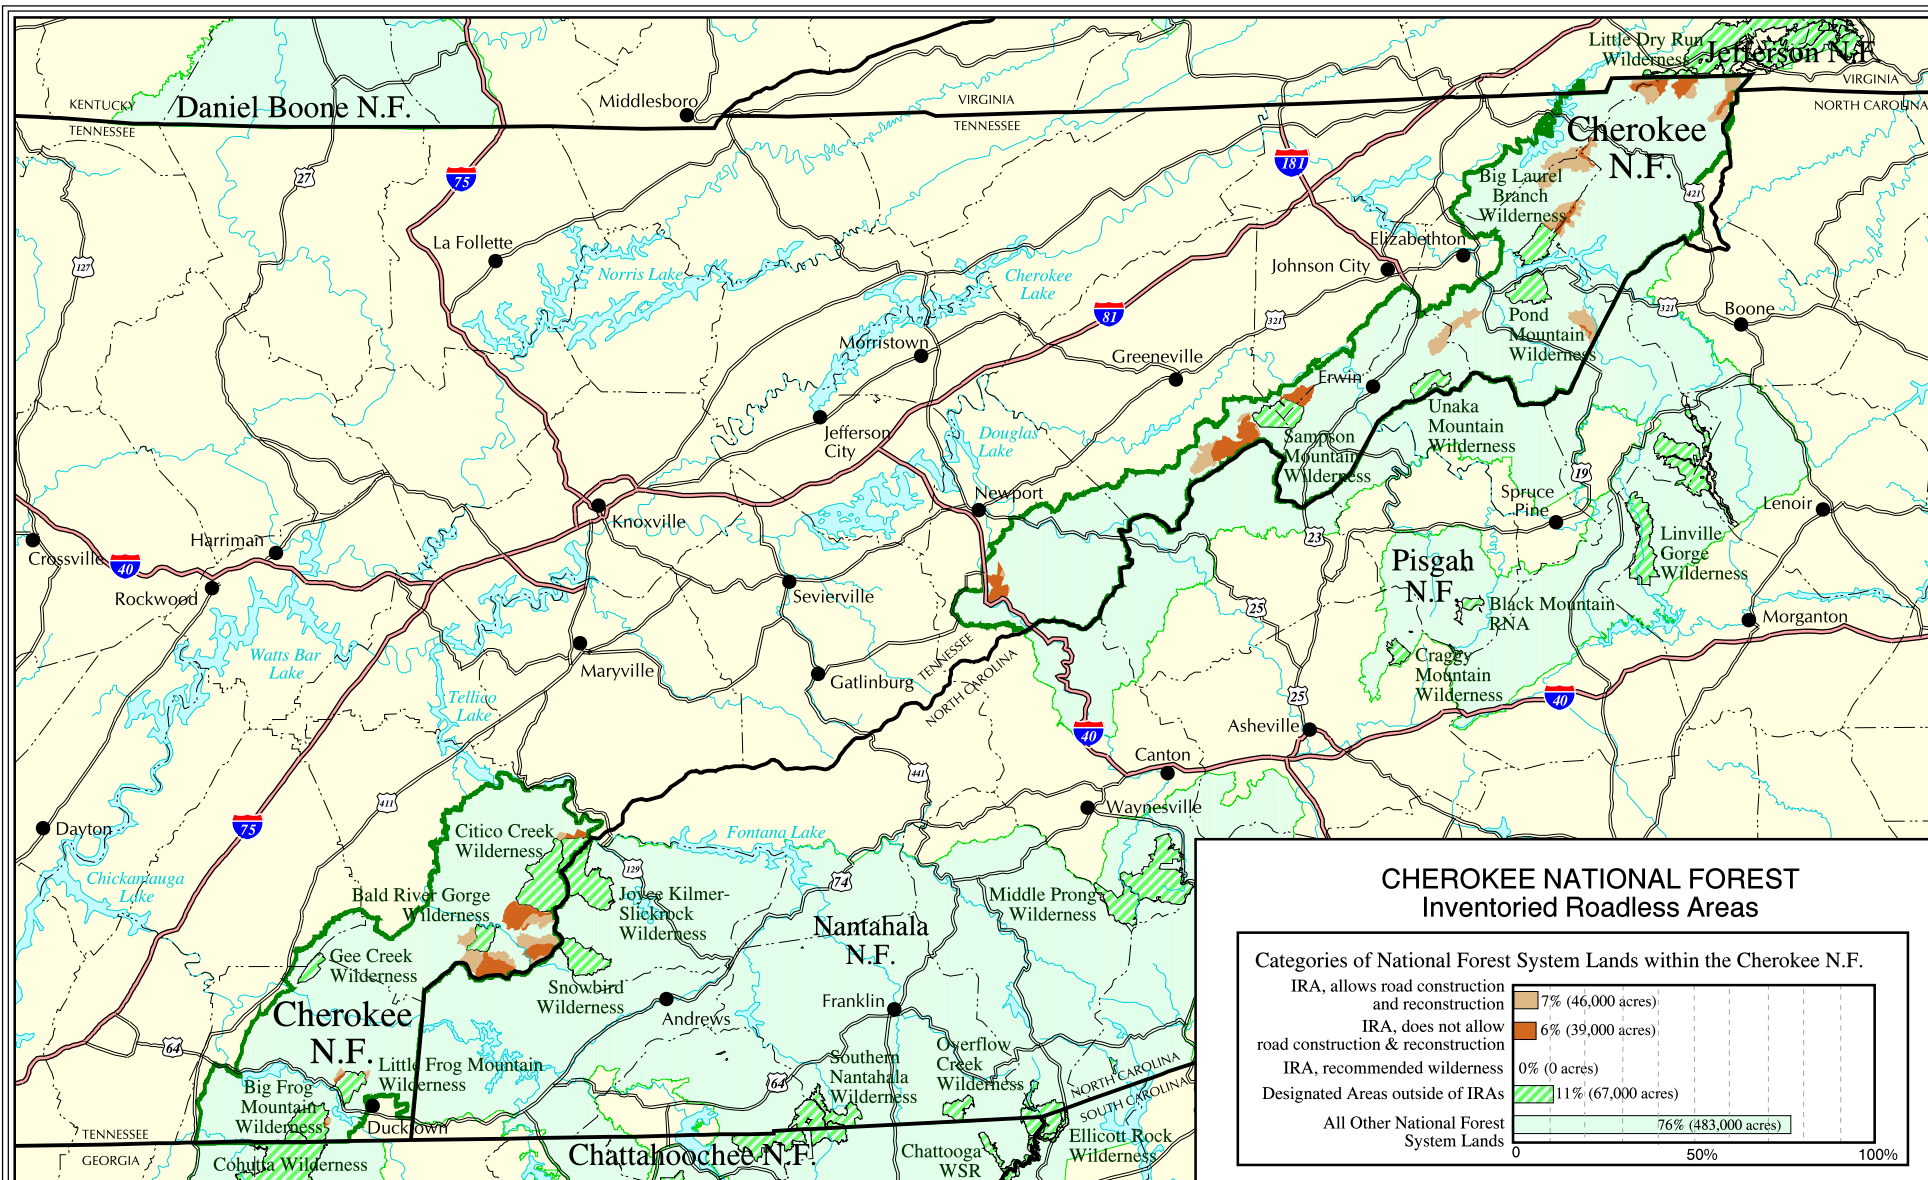 Little Dry Run
Wilderness
Jefferson N.F.
VIRGINIA
NORTH CAROLINA
KENTUCKY
TENNESSEE
Daniel Boone N.F.
Middlesboro
VIRGINIA
TENNESSEE
Cherokee
N.F.
27
75
181
421
Big Laurel
Branch
Wilderness
127
La Follette
Norris Lake
Cherokee
Lake
Elizabethton
Johnson City
81
321
321
Boone
Pond
Mountain
Wilderness
Morristown
Greeneville
Erwin
Jefferson
City
Douglas
Lake
Unaka
Mountain
Wilderness
Sampson
Mountain
Wilderness
19
Newport
Spruce
Pine
Lenoir
Knoxville
Harriman
Crossville
40
Rockwood
23
Linville
Gorge
Wilderness
Pisgah
N.F.
Sevierville
25
Black Mountain
RNA
Morganton
Watts Bar
Lake
Maryville
Gatlinburg
TENNESSEE
NORTH CAROLINA
Craggy
Mountain
Wilderness
Tellico
Lake
25
40
40
Asheville
Canton
441
411
Waynesville
Dayton
75
Citico Creek
Wilderness
Fontana Lake
129
74
Chickamauga
Lake
Bald River Gorge
Wilderness
Joyce Kilmer-
Slickrock
Wilderness
Middle Prong
Wilderness
Nantahala
N.F.
Gee Creek
Wilderness
Snowbird
Wilderness
Franklin
Andrews
Cherokee
N.F.
64
Little Frog Mountain
Wilderness
Big Frog
Mountain
Wilderness
Ducktown
64
Southern
Nantahala
Wilderness
Overflow
Creek
Wilderness
NORTH CAROLINA
SOUTH CAROLINA
TENNESSEE
GEORGIA
Cohutta Wilderness
Chattahoochee N.F.
Chattooga
WSR
Ellicott Rock
Wilderness
CHEROKEE NATIONAL FOREST
Inventoried Roadless Areas
Categories of National Forest System Lands within the Cherokee N.F.
IRA, allows road construction
and reconstruction
7% (46,000 acres)
IRA, does not allow
road construction & reconstruction
6% (39,000 acres)
IRA, recommended wilderness
0% (0 acres)
Designated Areas outside of IRAs
11% (67,000 acres)
All Other National Forest
System Lands
76% (483,000 acres)
0 50% 100%